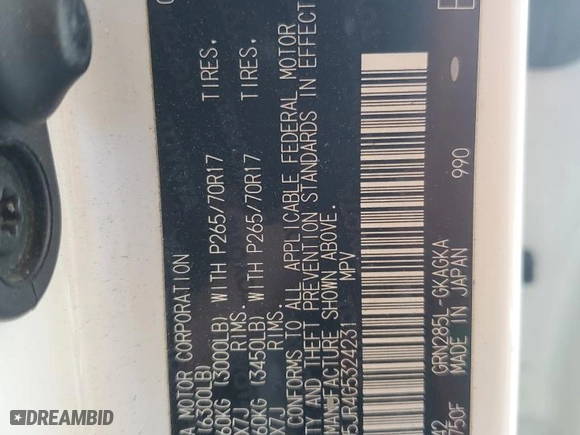 A MOTOR CORPORATION
(6300LB)
60KG (3000LB) WITH P265/70R17 TIRES,
X7J RIMS,
60KG (3450LB) WITH P265/70R17 TIRES,
X7J RIMS,
CONFORMS TO ALL APPLICABLE FEDERAL MOTOR
TY AND THEFT PREVENTION STANDARDS IN EFFECT
MANUFACTURE SHOWN ABOVE.
5JR4G5324231 MPV
990
42 GRN285L-GKAGKA
750F MADE IN JAPAN
DREAMBID